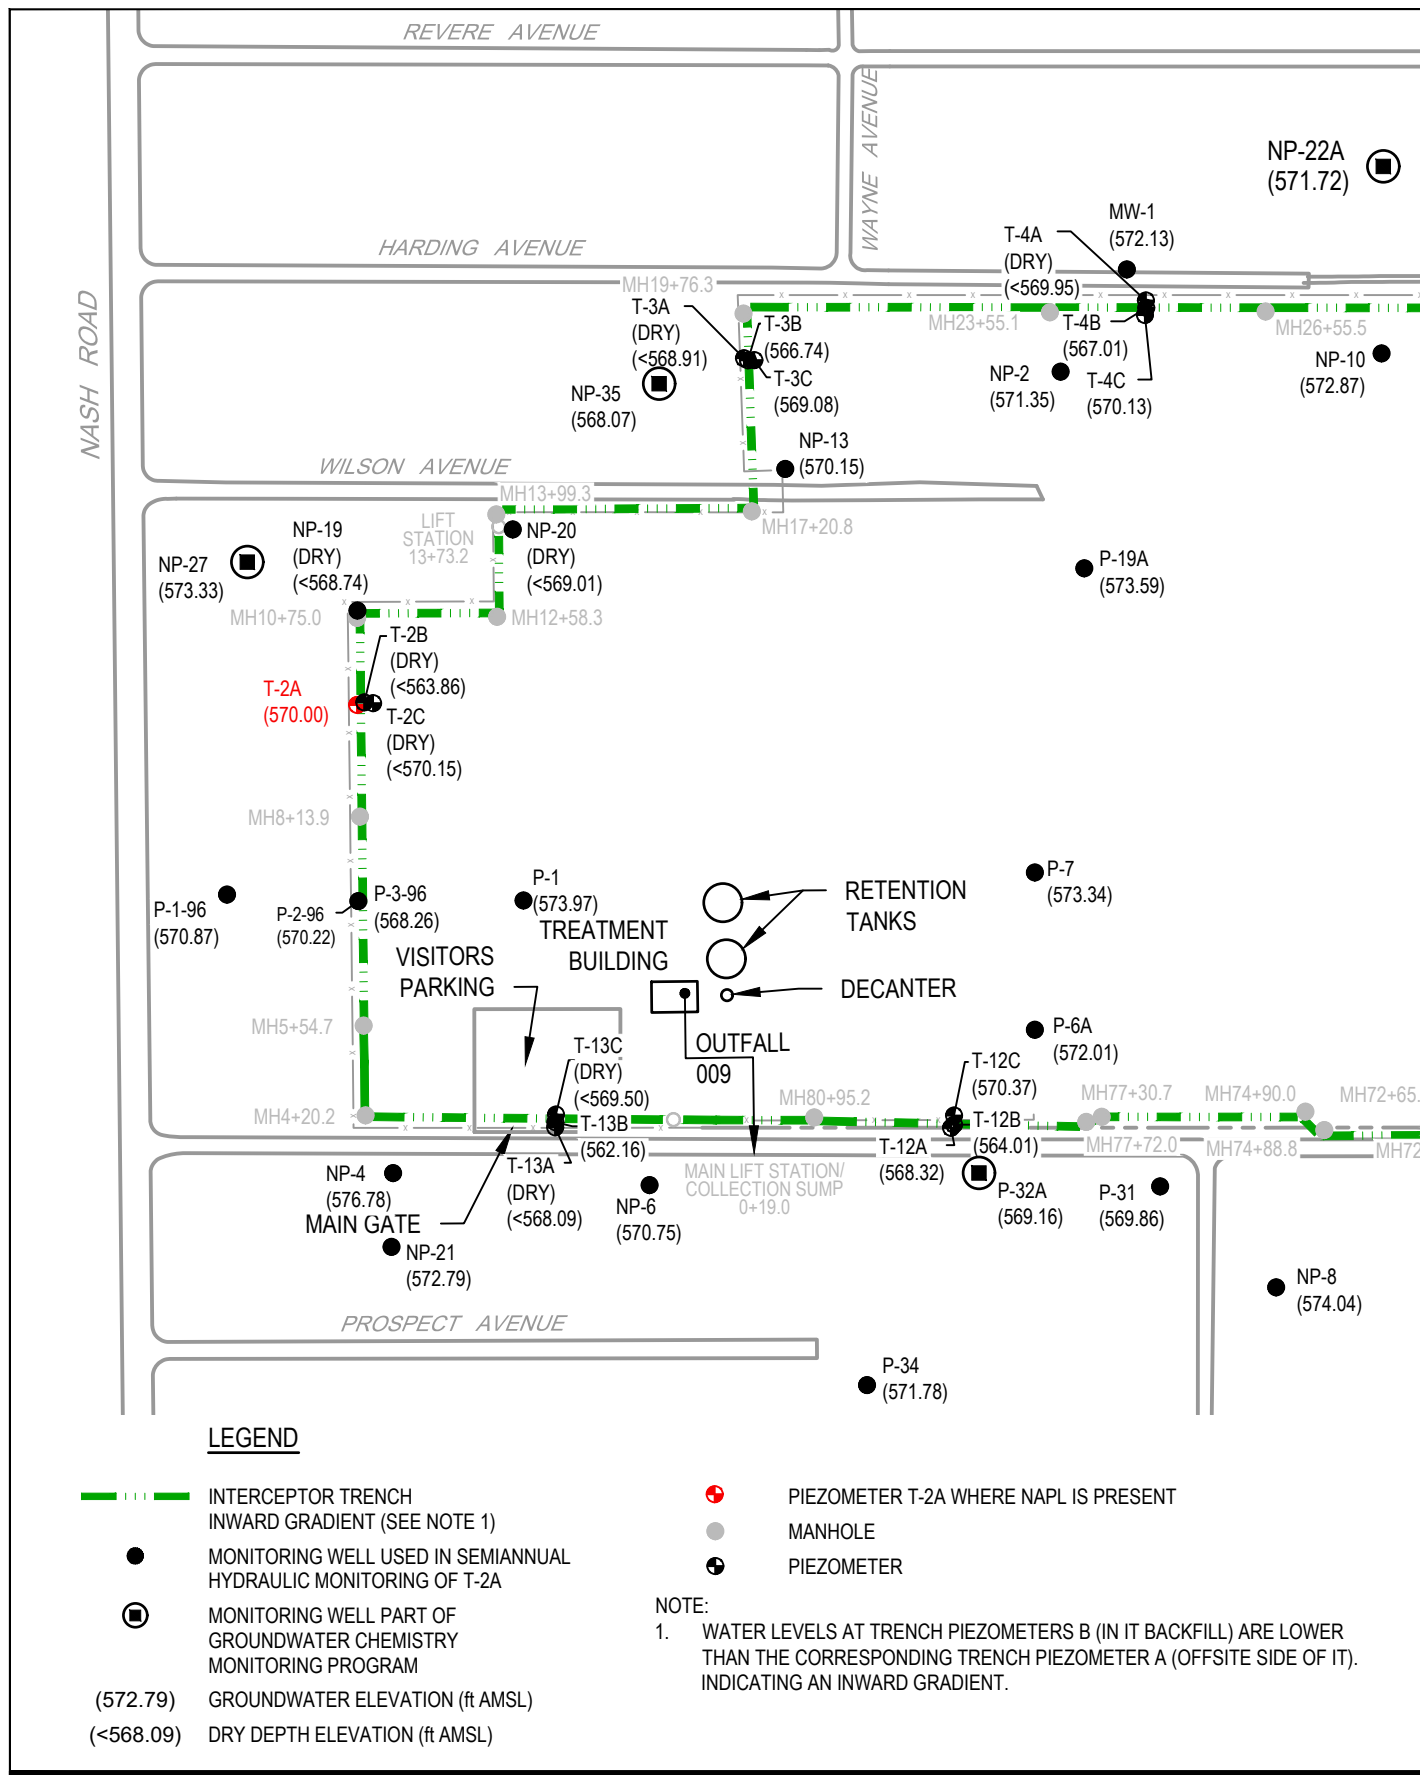 REVERE AVENUE
WAYNE AVENUE
NP-22A
(571.72)
MW-1
(572.13)
T-4A
(DRY)
(<569.95)
HARDING AVENUE
NASH ROAD
MH19+76.3
T-3A
(DRY)
(<568.91)
T-3B
(566.74)
T-3C
(569.08)
MH23+55.1
T-4B
(567.01)
T-4C
(570.13)
MH26+55.5
NP-10
(572.87)
NP-2
(571.35)
NP-35
(568.07)
NP-13
(570.15)
WILSON AVENUE
MH13+99.3
MH17+20.8
LIFT
STATION
13+73.2
NP-19
(DRY)
(<568.74)
NP-20
(DRY)
(<569.01)
NP-27
(573.33)
P-19A
(573.59)
MH10+75.0
MH12+58.3
T-2B
(DRY)
(<563.86)
T-2A
(570.00)
T-2C
(DRY)
(<570.15)
MH8+13.9
P-1-96
(570.87)
P-2-96
(570.22)
P-3-96
(568.26)
P-1
(573.97)
P-7
(573.34)
RETENTION
TANKS
TREATMENT
BUILDING
VISITORS
PARKING
DECANTER
MH5+54.7
T-13C
(DRY)
(<569.50)
OUTFALL
009
P-6A
(572.01)
T-12C
(570.37)
MH4+20.2
T-13B
(562.16)
MH80+95.2
T-12B
(564.01)
MH77+30.7
MH74+90.0
MH72+65.
T-12A
(568.32)
MH77+72.0
MH74+88.8
MH72
T-13A
(DRY)
(<568.09)
MAIN LIFT STATION/
COLLECTION SUMP
0+19.0
NP-4
(576.78)
MAIN GATE
NP-6
(570.75)
P-32A
(569.16)
P-31
(569.86)
NP-21
(572.79)
NP-8
(574.04)
PROSPECT AVENUE
P-34
(571.78)
LEGEND
INTERCEPTOR TRENCH
INWARD GRADIENT (SEE NOTE 1)
MONITORING WELL USED IN SEMIANNUAL
HYDRAULIC MONITORING OF T-2A
MONITORING WELL PART OF
GROUNDWATER CHEMISTRY
MONITORING PROGRAM
(572.79) GROUNDWATER ELEVATION (ft AMSL)
(<568.09) DRY DEPTH ELEVATION (ft AMSL)
PIEZOMETER T-2A WHERE NAPL IS PRESENT
MANHOLE
PIEZOMETER
NOTE:
1. WATER LEVELS AT TRENCH PIEZOMETERS B (IN IT BACKFILL) ARE LOWER
THAN THE CORRESPONDING TRENCH PIEZOMETER A (OFFSITE SIDE OF IT).
INDICATING AN INWARD GRADIENT.